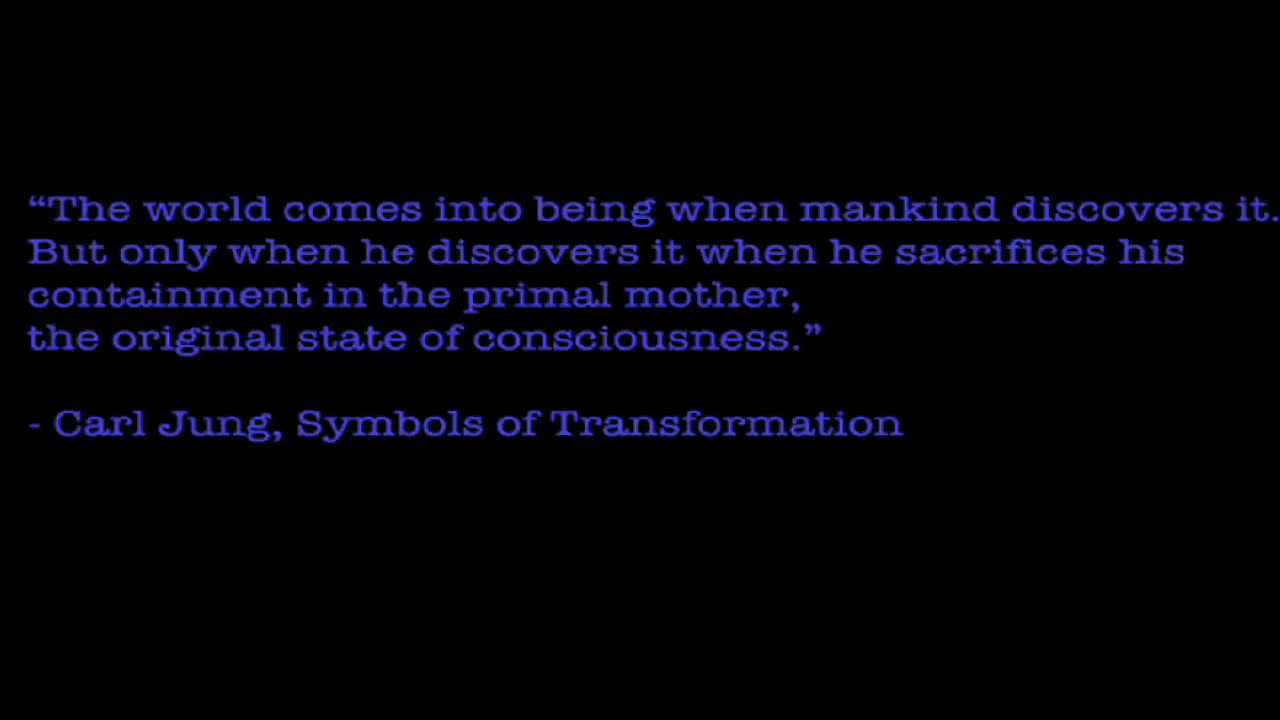 “The world comes into being when mankind discovers it.
But only when he discovers it when he sacrifices his
containment in the primal mother,
the original state of consciousness.”
- Carl Jung, Symbols of Transformation